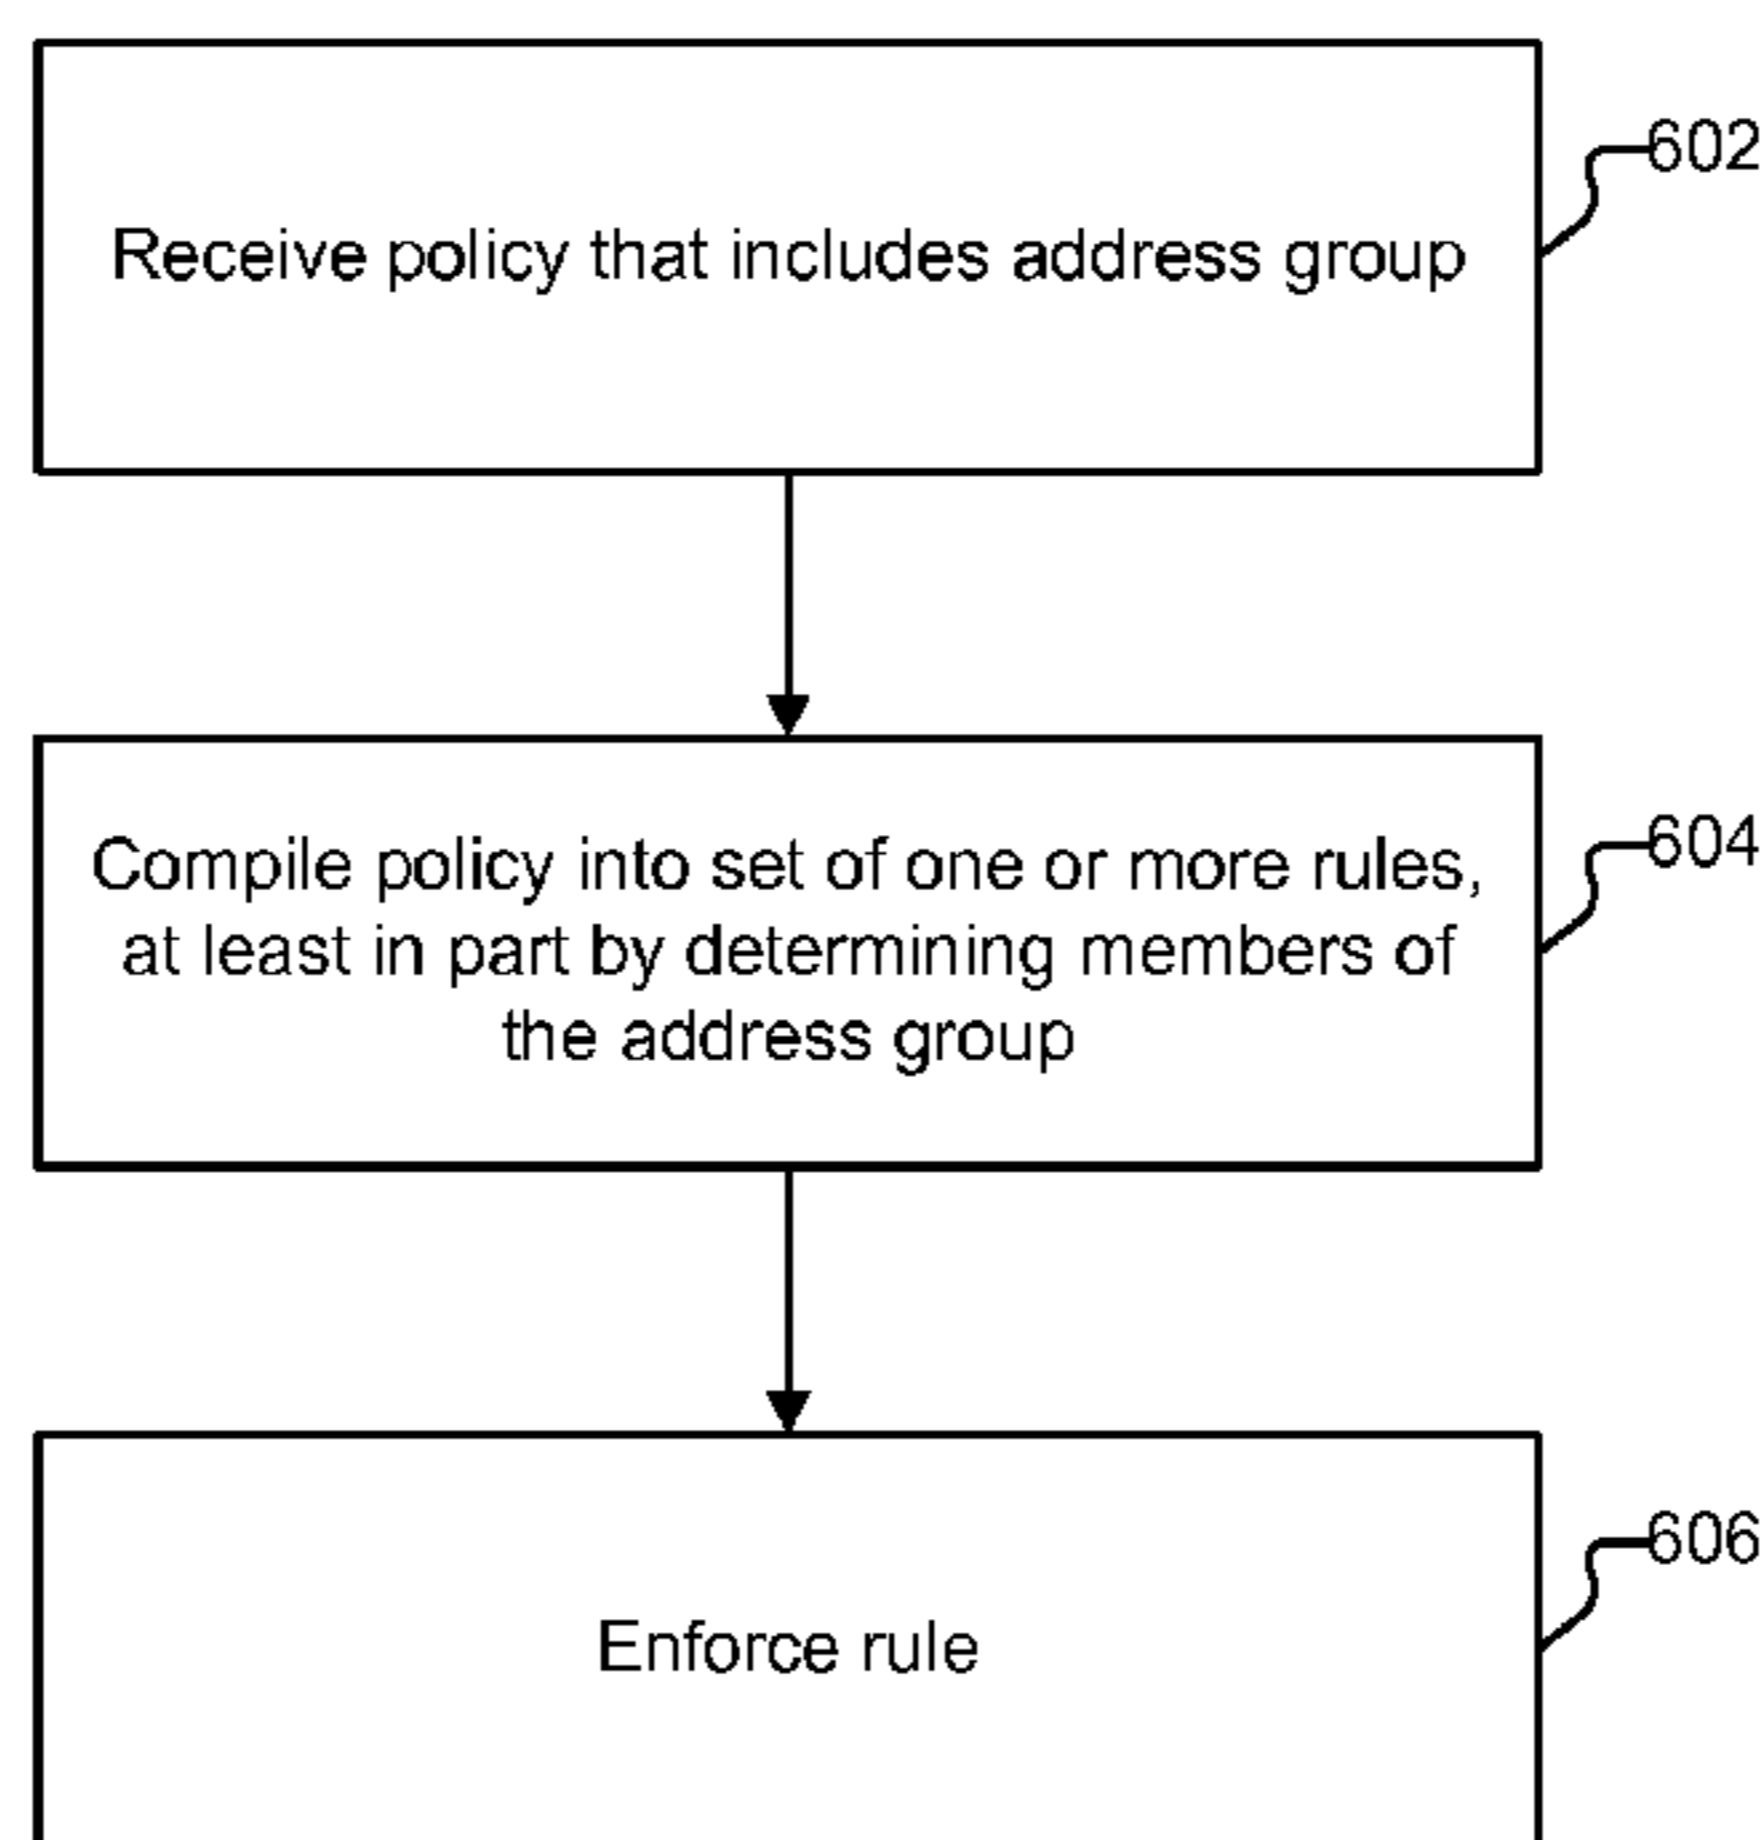 602
Receive policy that includes address group
604
Compile policy into set of one or more rules,
at least in part by determining members of
the address group
606
Enforce rule